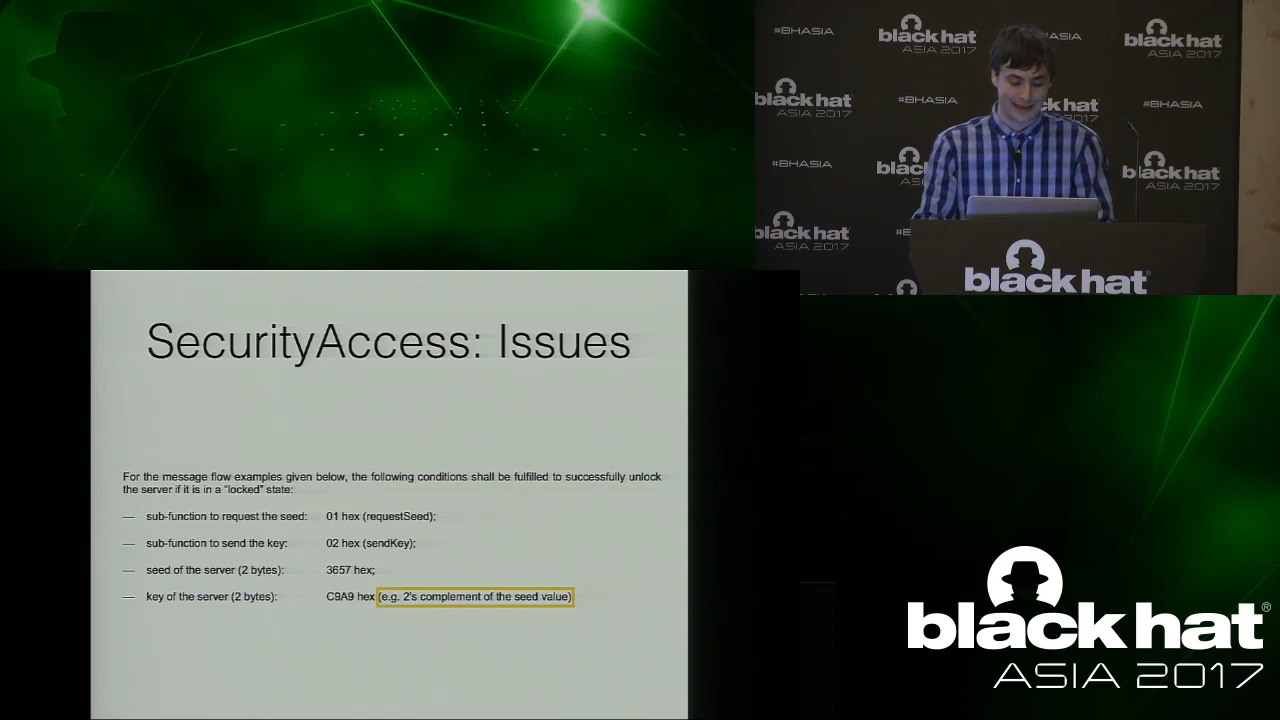 #BHASIA
black hat
ASIA 2017
ASIA
black hat
ASIA 2017
black hat
ASIA 2017
#BHASIA
hat
ASIA 2017
#BHASIA
#BHASIA
black
black hat
ASIA 2017
black hat
ASIA 2017
black hat
SecurityAccess: Issues
For the message flow examples given below, the following conditions shall be fulfilled to successfully unlock
the server if it is in a “locked” state:
— sub-function to request the seed: 01 hex (requestSeed);
— sub-function to send the key: 02 hex (sendKey);
— seed of the server (2 bytes): 3657 hex;
— key of the server (2 bytes): C9A9 hex (e.g. 2's complement of the seed value)
black hat®
ASIA 2017